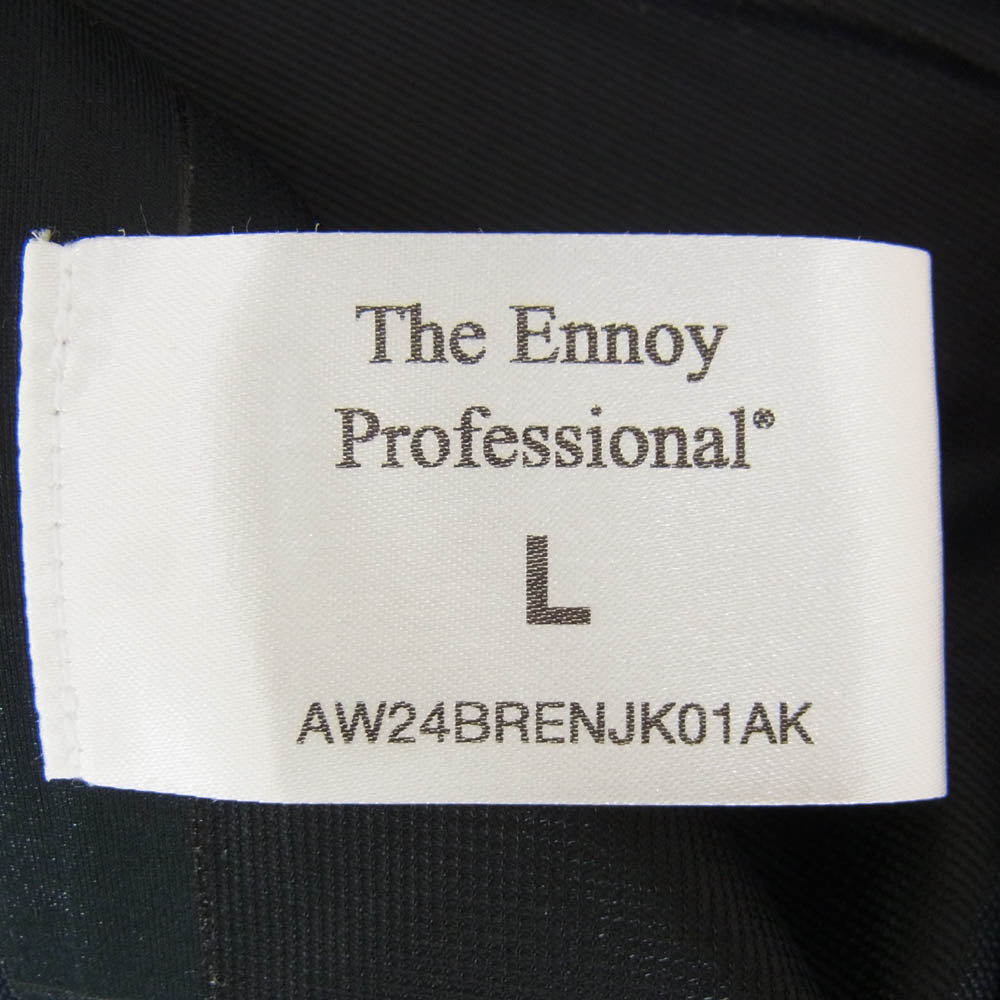 The Ennoy
Professional®
L
AW24BRENJK01AK